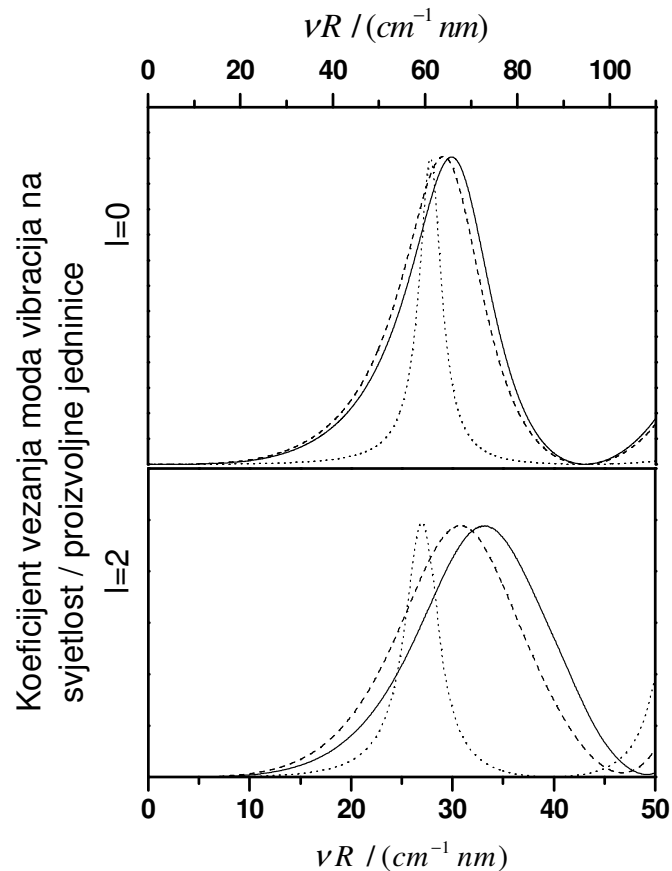 νR / (cm⁻¹ nm)
0 20 40 60 80 100
Koeficijent vezanja moda vibracija na
svjetlost / proizvoljne jedninice
l=0
l=2
0 10 20 30 40 50
νR / (cm⁻¹ nm)